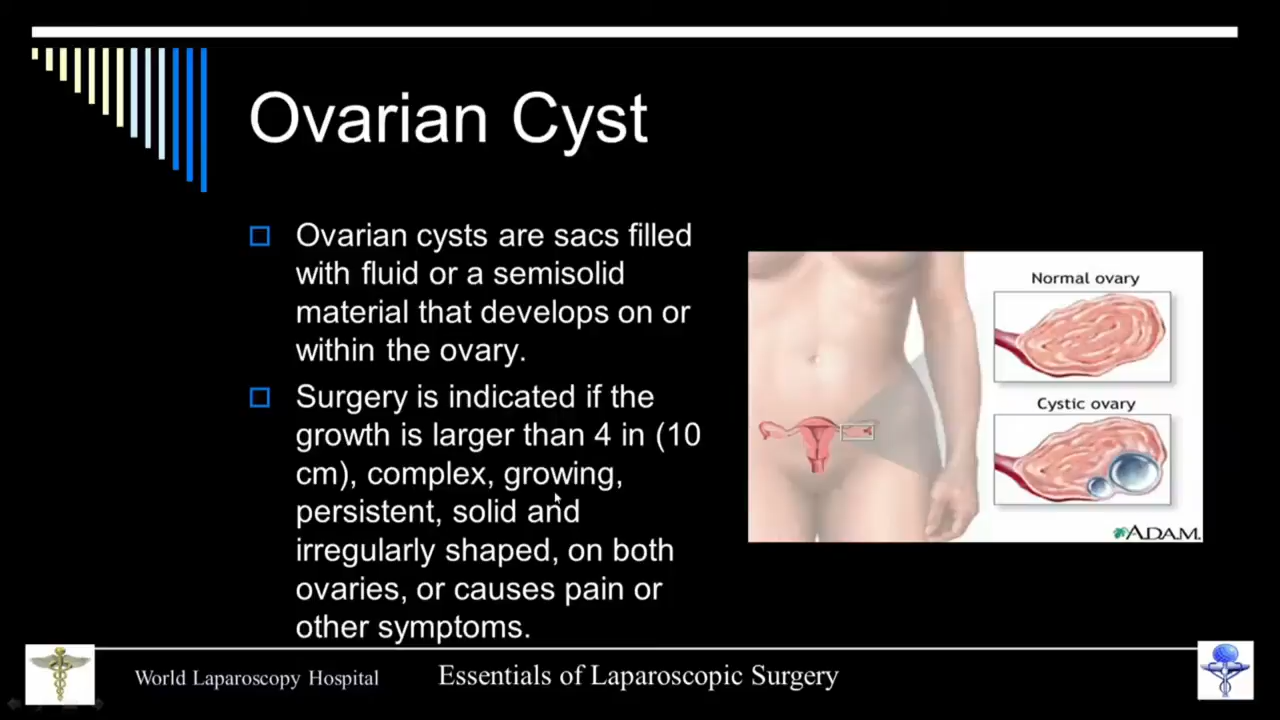 Ovarian Cyst
Ovarian cysts are sacs filled
with fluid or a semisolid
material that develops on or
within the ovary.
Surgery is indicated if the
growth is larger than 4 in (10
cm), complex, growing,
persistent, solid and
irregularly shaped, on both
ovaries, or causes pain or
other symptoms.
Normal ovary
Cystic ovary
ADAM.
World Laparoscopy Hospital
Essentials of Laparoscopic Surgery